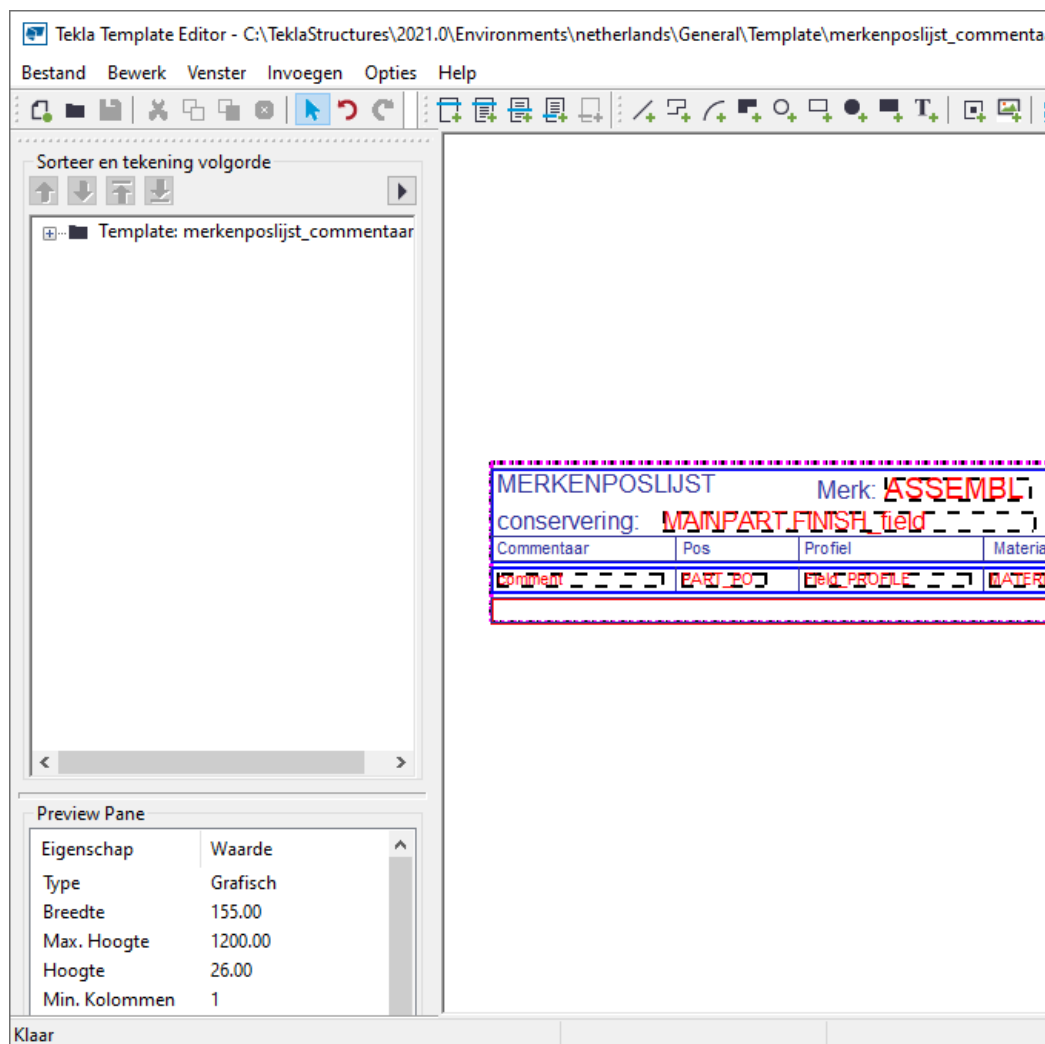 Tekla Template Editor - C:\TeklaStructures\2021.0\Environments\netherlands\General\Template\merkenposlijst_commenta
Bestand Bewerk Venster Invoegen Opties Help
Sorteer en tekening volgorde
Template: merkenposlijst_commentaar
MERKENPOSLIJST Merk: ASSEMBL
conservering: MAINPART.FINISH_field
Commentaar Pos Profiel Materia
comment PART_PO Field_PROFILE MATER
Preview Pane
Eigenschap Waarde
Type Grafisch
Breedte 155.00
Max. Hoogte 1200.00
Hoogte 26.00
Min. Kolommen 1
Klaar